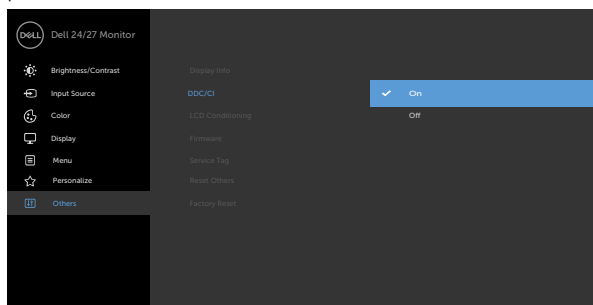 DELL Dell 24/27 Monitor
Brightness/Contrast Display Info
Input Source DDC/CI On
Color LCD Conditioning Off
Display Firmware
Menu Service Tag
Personalize Reset Others
Others Factory Reset